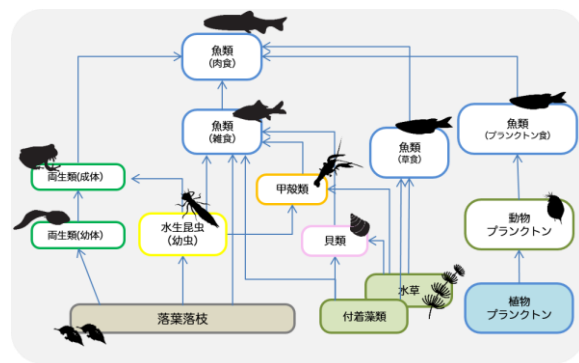 魚類
(肉食)
魚類
(雑食)
魚類
(草食)
魚類
(プランクトン食)
両生類(成体)
甲殻類
両生類(幼体)
水生昆虫
(幼虫)
貝類
動物
プランクトン
水草
落葉落枝
付着藻類
植物
プランクトン